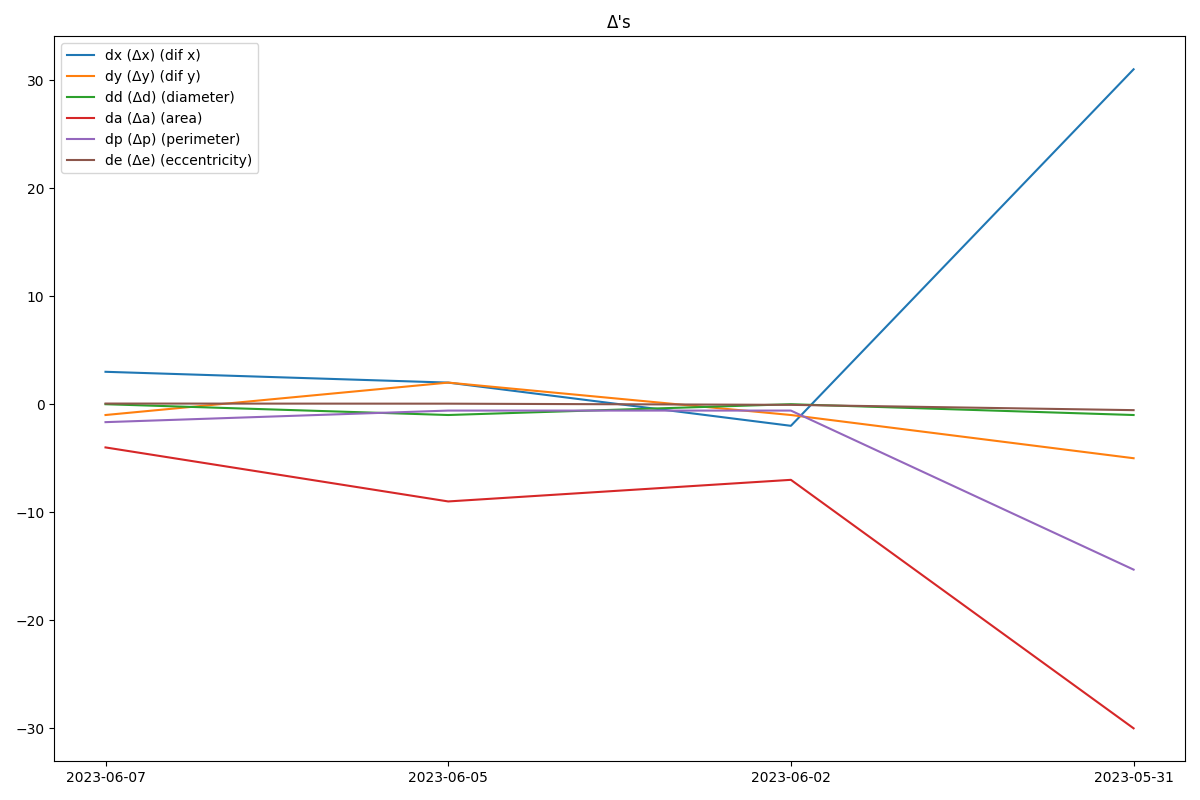 Δ's
dx (Δx) (dif x)
dy (Δy) (dif y)
dd (Δd) (diameter)
da (Δa) (area)
dp (Δp) (perimeter)
de (Δe) (eccentricity)
30
20
10
0
−10
−20
−30
2023-06-07 2023-06-05 2023-06-02 2023-05-31